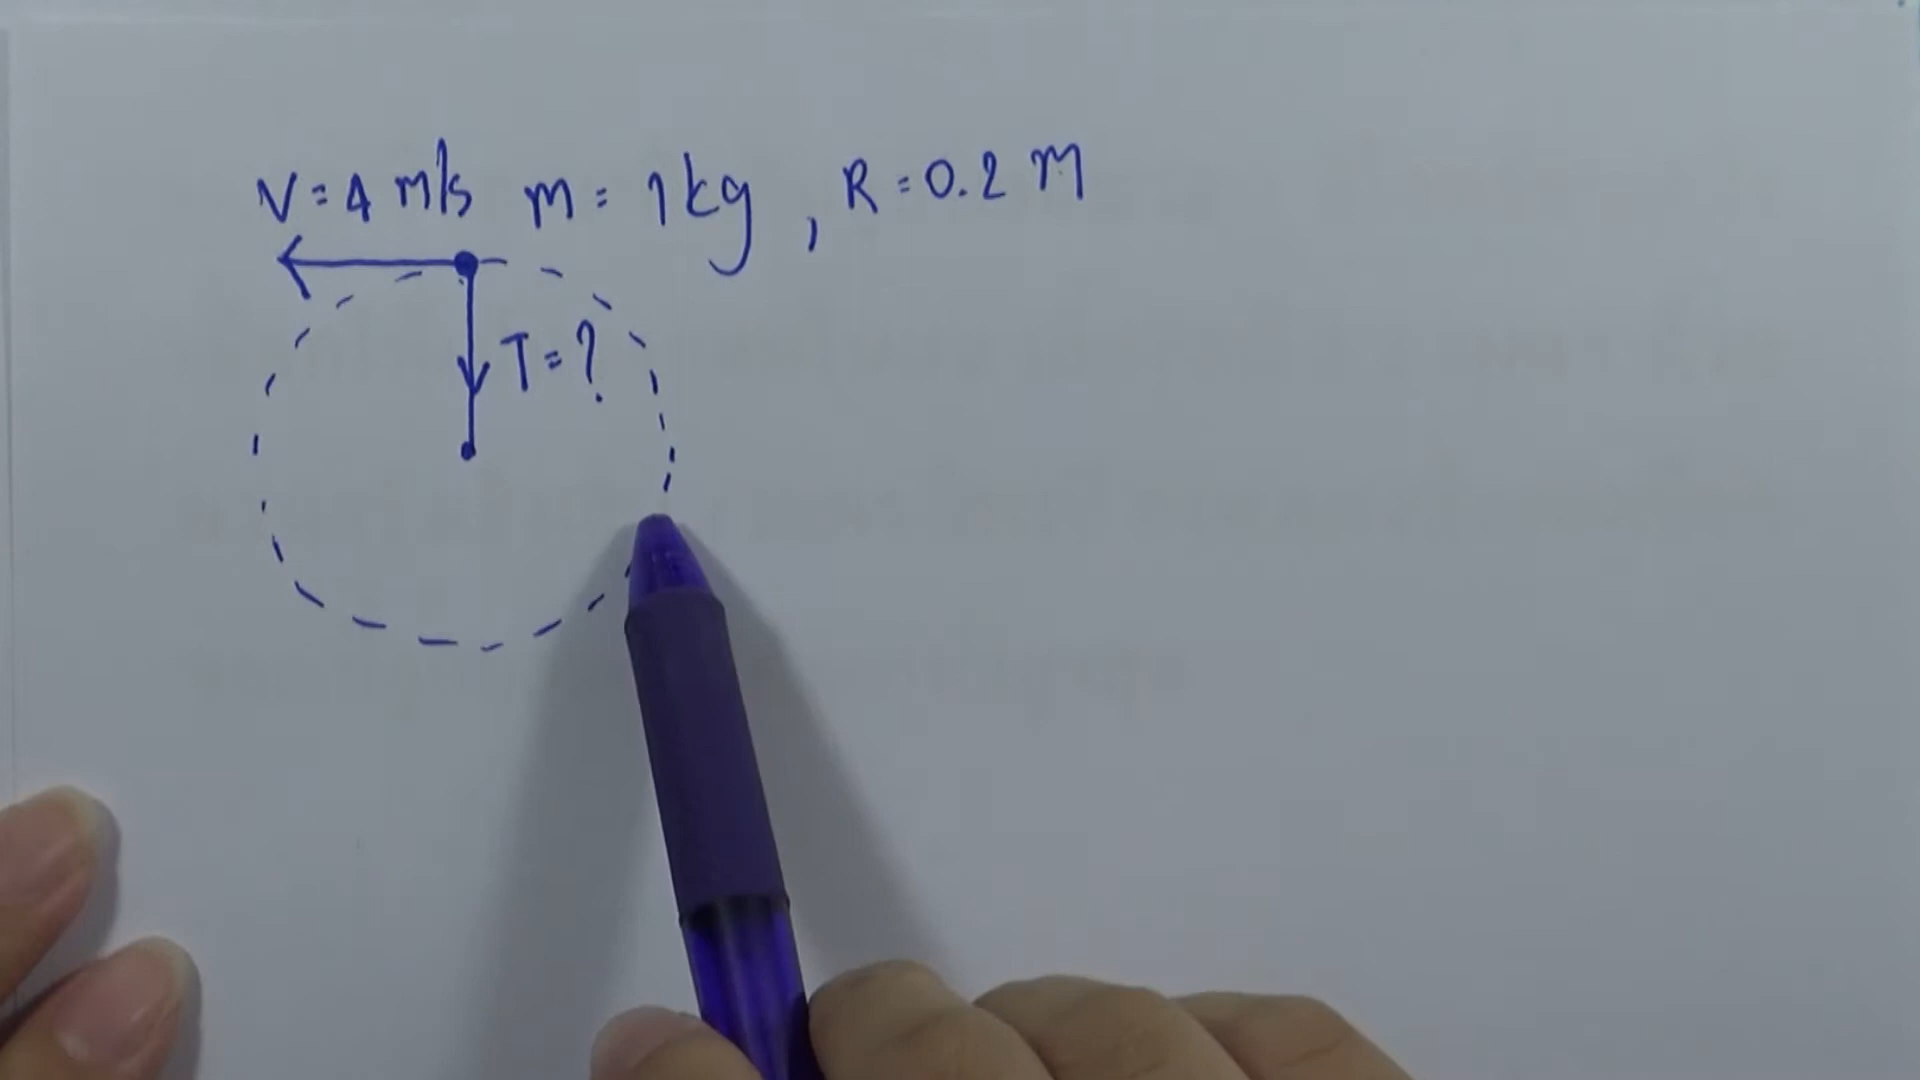 V = 4 m/s m = 1 kg , R = 0.2 m
T = ?